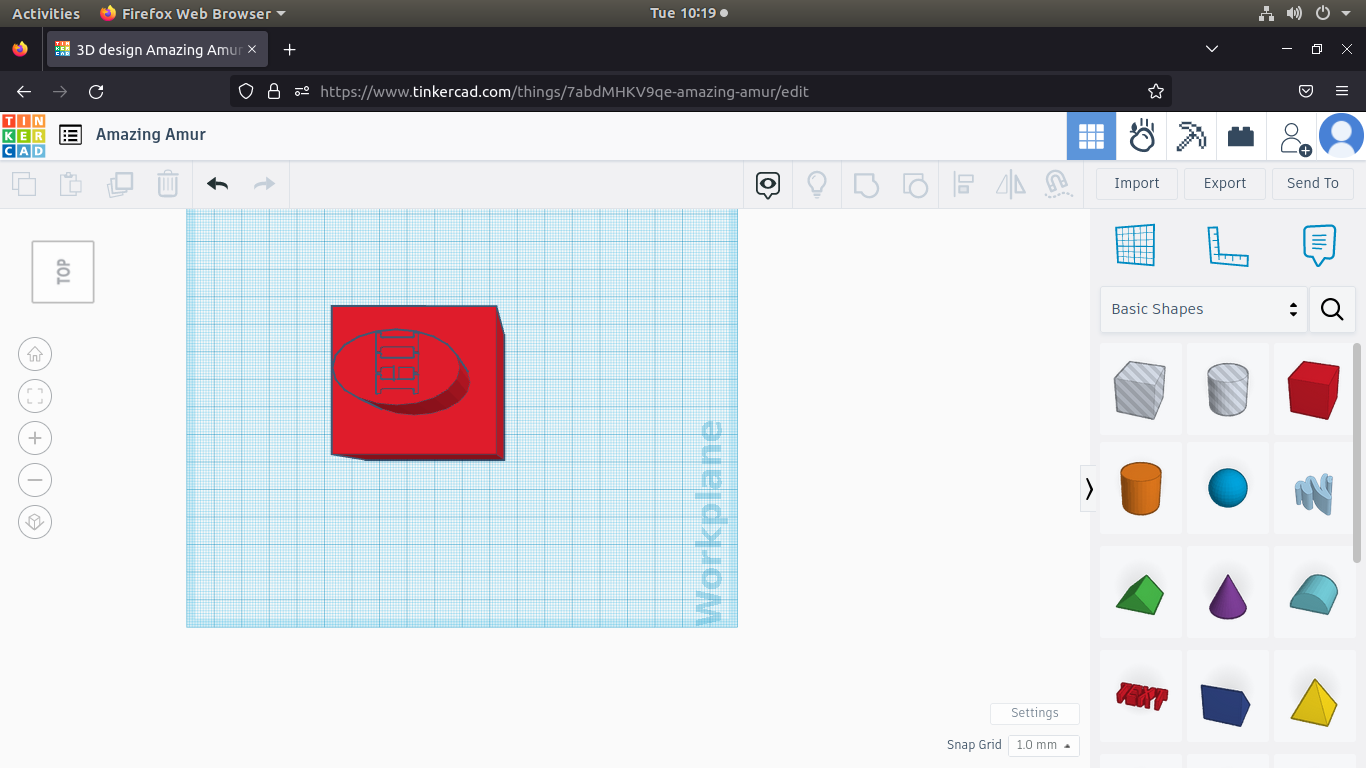 Activities Firefox Web Browser Tue 10:19
3D design Amazing Amur
https://www.tinkercad.com/things/7abdMHKV9qe-amazing-amur/edit
TIN
KER
CAD
Amazing Amur
Import Export Send To
TOP
Basic Shapes
Workplane
TEXT
Settings
Snap Grid 1.0 mm